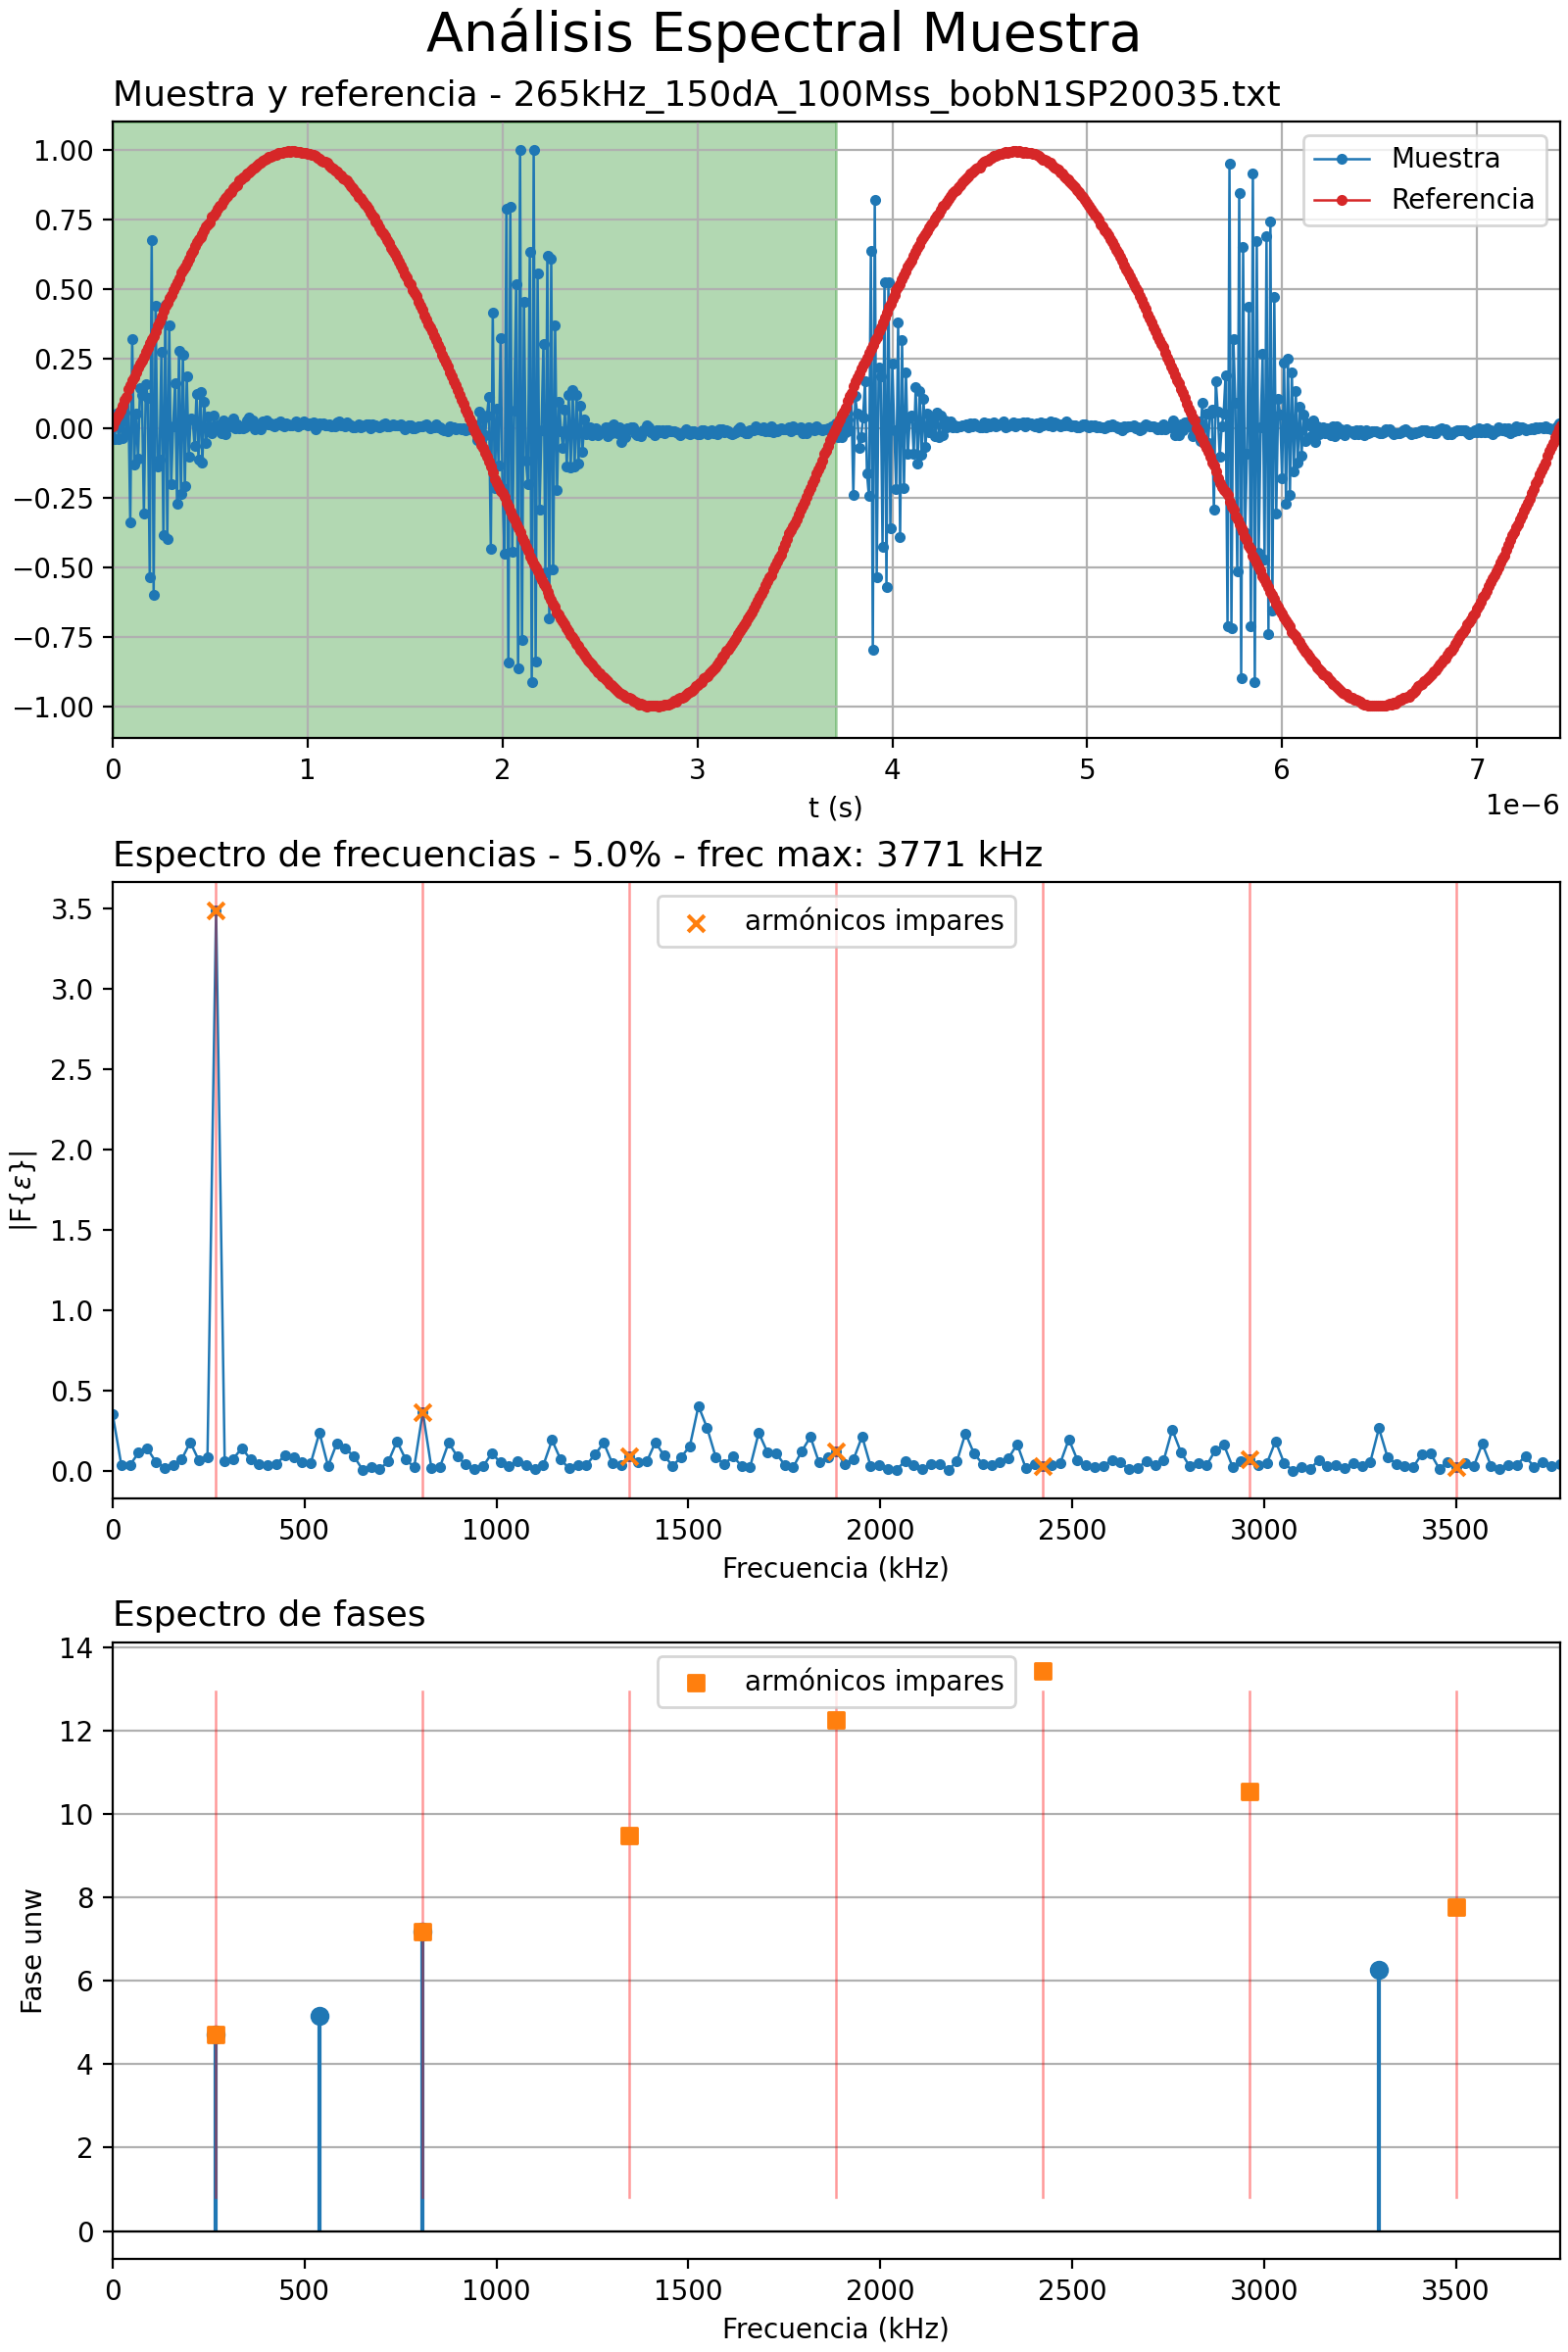 Análisis Espectral Muestra
Muestra y referencia - 265kHz_150dA_100Mss_bobN1SP20035.txt
Muestra
Referencia
1.00
0.75
0.50
0.25
0.00
−0.25
−0.50
−0.75
−1.00
0 1 2 3 4 5 6 7
1e−6
t (s)
Espectro de frecuencias - 5.0% - frec max: 3771 kHz
armónicos impares
3.5
3.0
2.5
2.0
1.5
1.0
0.5
0.0
|F{ε}|
0 500 1000 1500 2000 2500 3000 3500
Frecuencia (kHz)
Espectro de fases
armónicos impares
14
12
10
8
6
4
2
0
Fase unw
0 500 1000 1500 2000 2500 3000 3500
Frecuencia (kHz)